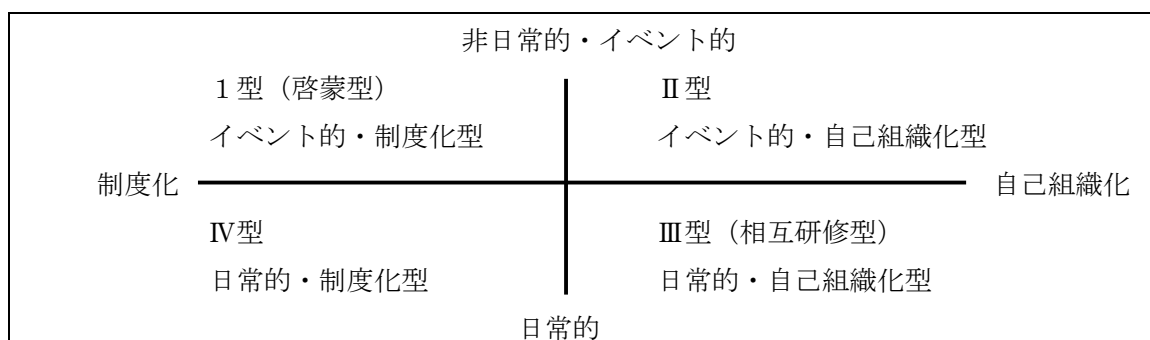 非日常的・イベント的
１型（啓蒙型）
イベント的・制度化型
Ⅱ型
イベント的・自己組織化型
制度化
自己組織化
Ⅳ型
日常的・制度化型
Ⅲ型（相互研修型）
日常的・自己組織化型
日常的